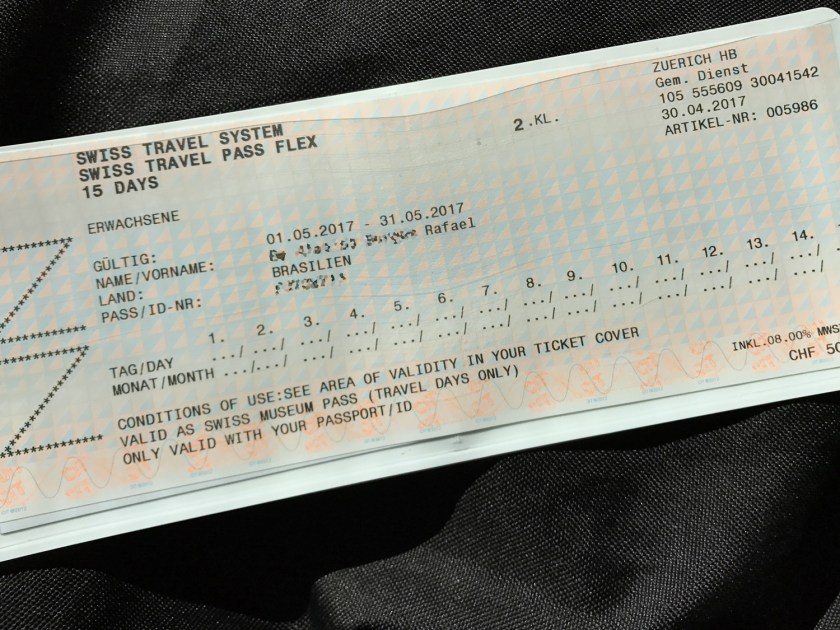 ZUERICH HB
Gem. Dienst
105 555609 30041542
30.04.2017
ARTIKEL-NR: 005986
2.KL.
SWISS TRAVEL SYSTEM
SWISS TRAVEL PASS FLEX
15 DAYS
ERWACHSENE
GÜLTIG: 01.05.2017 - 31.05.2017
NAME/VORNAME: Rafael
LAND: BRASILIEN
PASS/ID-NR:
1. 2. 3. 4. 5. 6. 7. 8. 9. 10. 11. 12. 13. 14.
TAG/DAY .../ .../ .../ .../ .../ .../ .../ .../ .../ .../ .../ .../ .../ .../
MONAT/MONTH .../ .../ .../ .../ .../ .../ .../ .../ .../ .../ .../ .../ .../ .../
CONDITIONS OF USE:SEE AREA OF VALIDITY IN YOUR TICKET COVER
VALID AS SWISS MUSEUM PASS (TRAVEL DAYS ONLY)
ONLY VALID WITH YOUR PASSPORT/ID
INKL.08.00% MWS
CHF 50